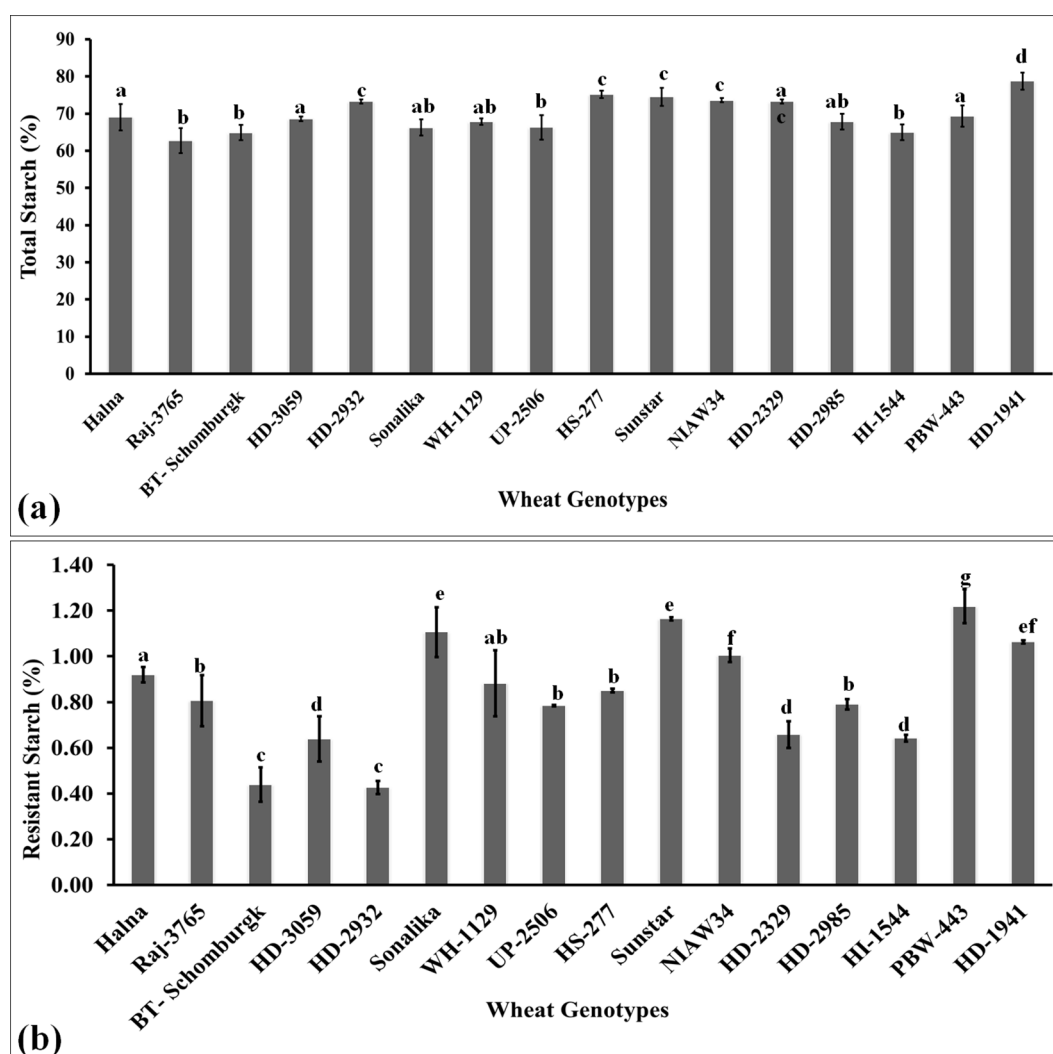 90
80
70
60
50
40
30
20
10
0
Total Starch (%)
a
b
b
a
c
ab
ab
b
c
c
c
a
c
ab
b
a
d
Halna
Raj-3765
BT- Schomburgk
HD-3059
HD-2932
Sonalika
WH-1129
UP-2506
HS-277
Sunstar
NIAW34
HD-2329
HD-2985
HI-1544
PBW-443
HD-1941
Wheat Genotypes
(a)
1.40
1.20
1.00
0.80
0.60
0.40
0.20
0.00
Resistant Starch (%)
a
b
c
d
c
e
ab
b
b
e
f
d
b
d
g
ef
Halna
Raj-3765
BT- Schomburgk
HD-3059
HD-2932
Sonalika
WH-1129
UP-2506
HS-277
Sunstar
NIAW34
HD-2329
HD-2985
HI-1544
PBW-443
HD-1941
Wheat Genotypes
(b)